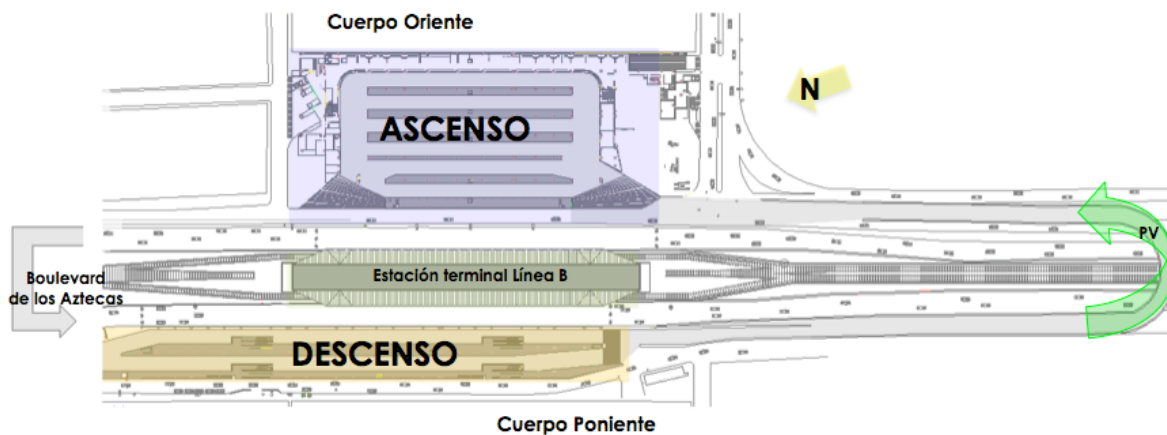 Cuerpo Oriente
N
ASCENSO
PV
Boulevard
de los Aztecas
Estación terminal Línea B
DESCENSO
Cuerpo Poniente